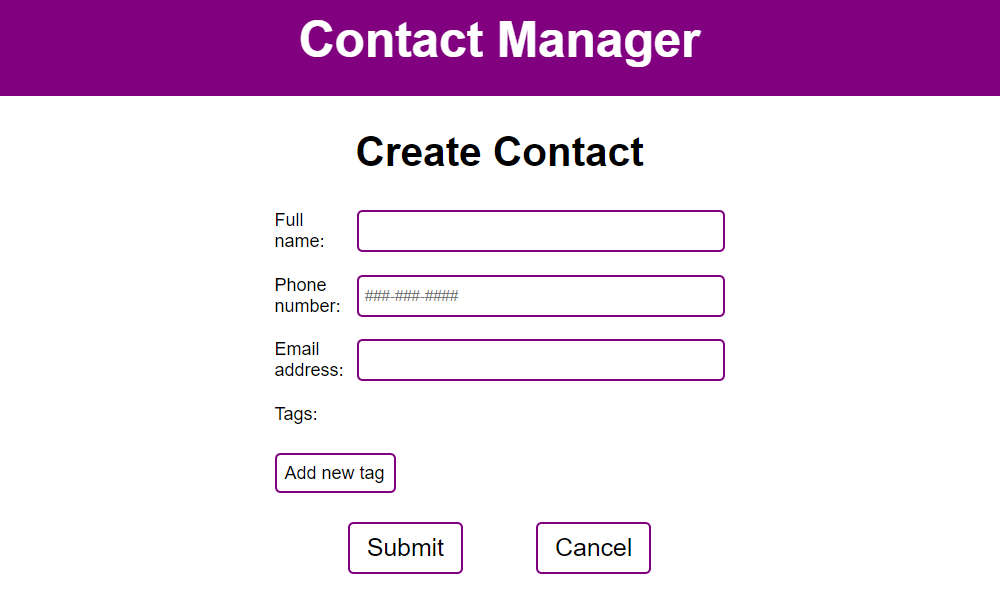 Contact Manager
Create Contact
Full
name:
Phone
number:
###-###-####
Email
address:
Tags:
Add new tag
Submit
Cancel